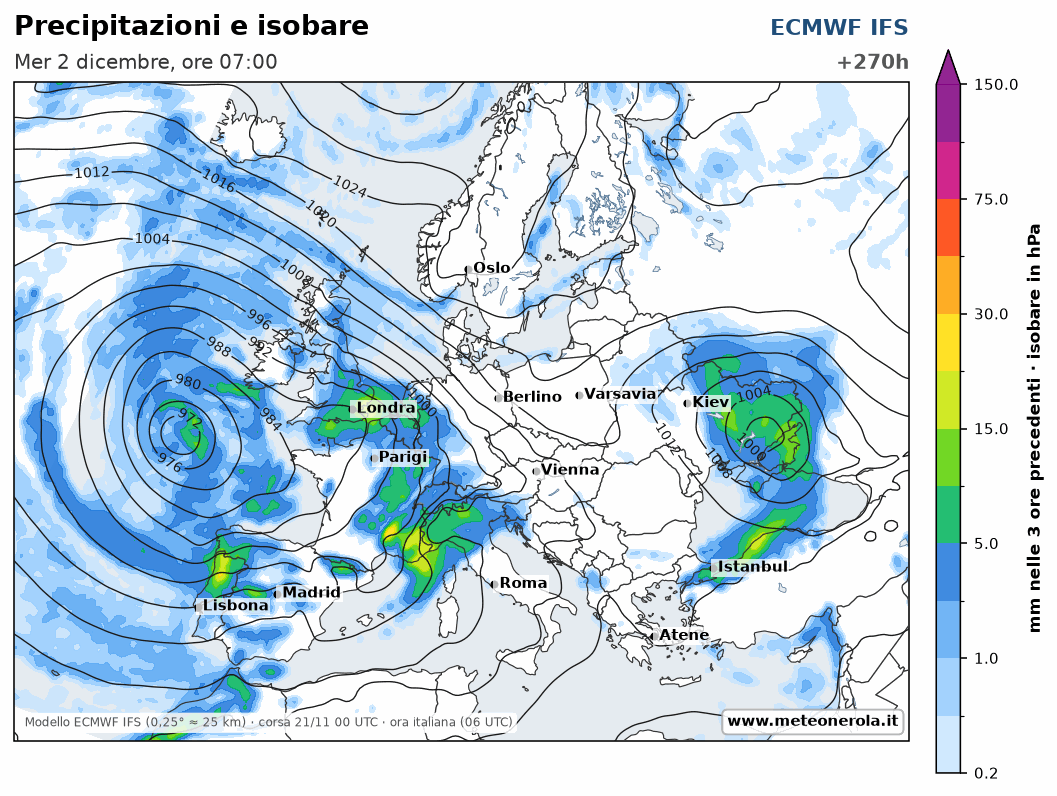 Precipitazioni e isobare
ECMWF IFS
Mer 2 dicembre, ore 07:00
+270h
150.0
75.0
30.0
15.0
5.0
1.0
0.2
mm nelle 3 ore precedenti · isobare in hPa
1012
1016
1024
1020
1004
1008
996
988
980
972
984
976
1000
1004
1000
1008
Oslo
Berlino
Varsavia
Kiev
Londra
Parigi
Vienna
Istanbul
Roma
Madrid
Lisbona
Atene
Modello ECMWF IFS (0,25° ≈ 25 km) · corsa 21/11 00 UTC · ora italiana (06 UTC)
www.meteonerola.it